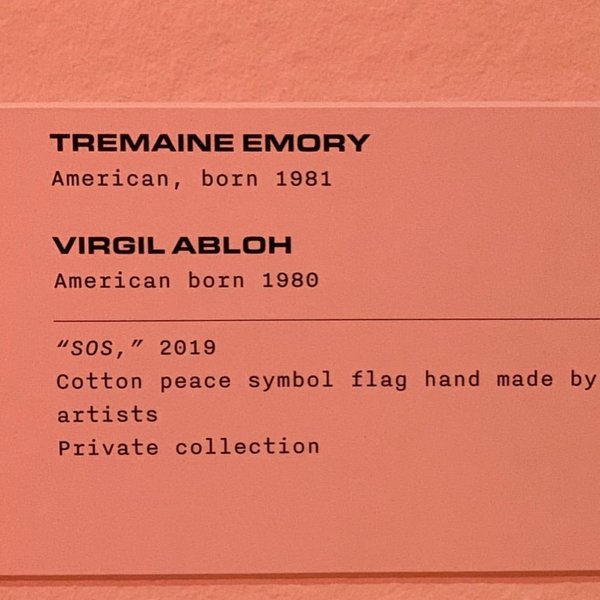 TREMAINE EMORY
American, born 1981
VIRGIL ABLOH
American born 1980
“SOS,” 2019
Cotton peace symbol flag hand made by
artists
Private collection